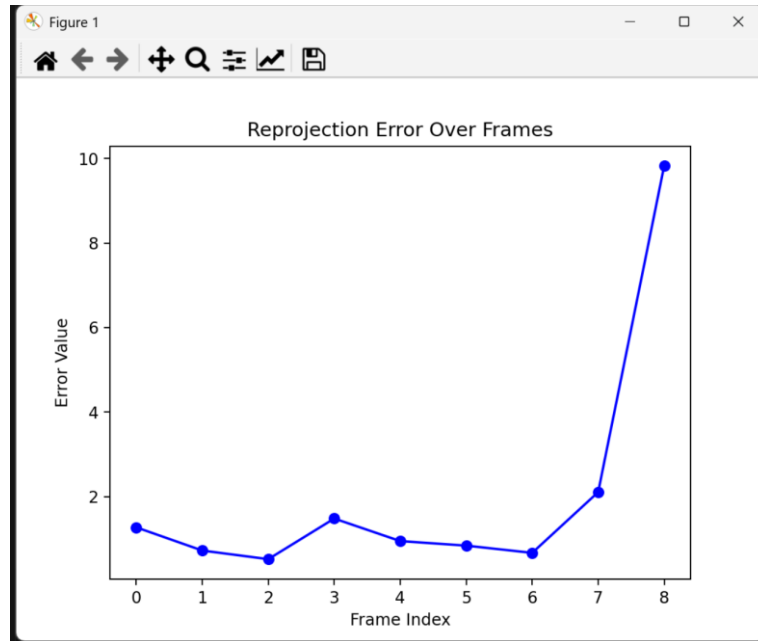 Figure 1
Reprojection Error Over Frames
10
8
6
4
2
Error Value
0 1 2 3 4 5 6 7 8
Frame Index